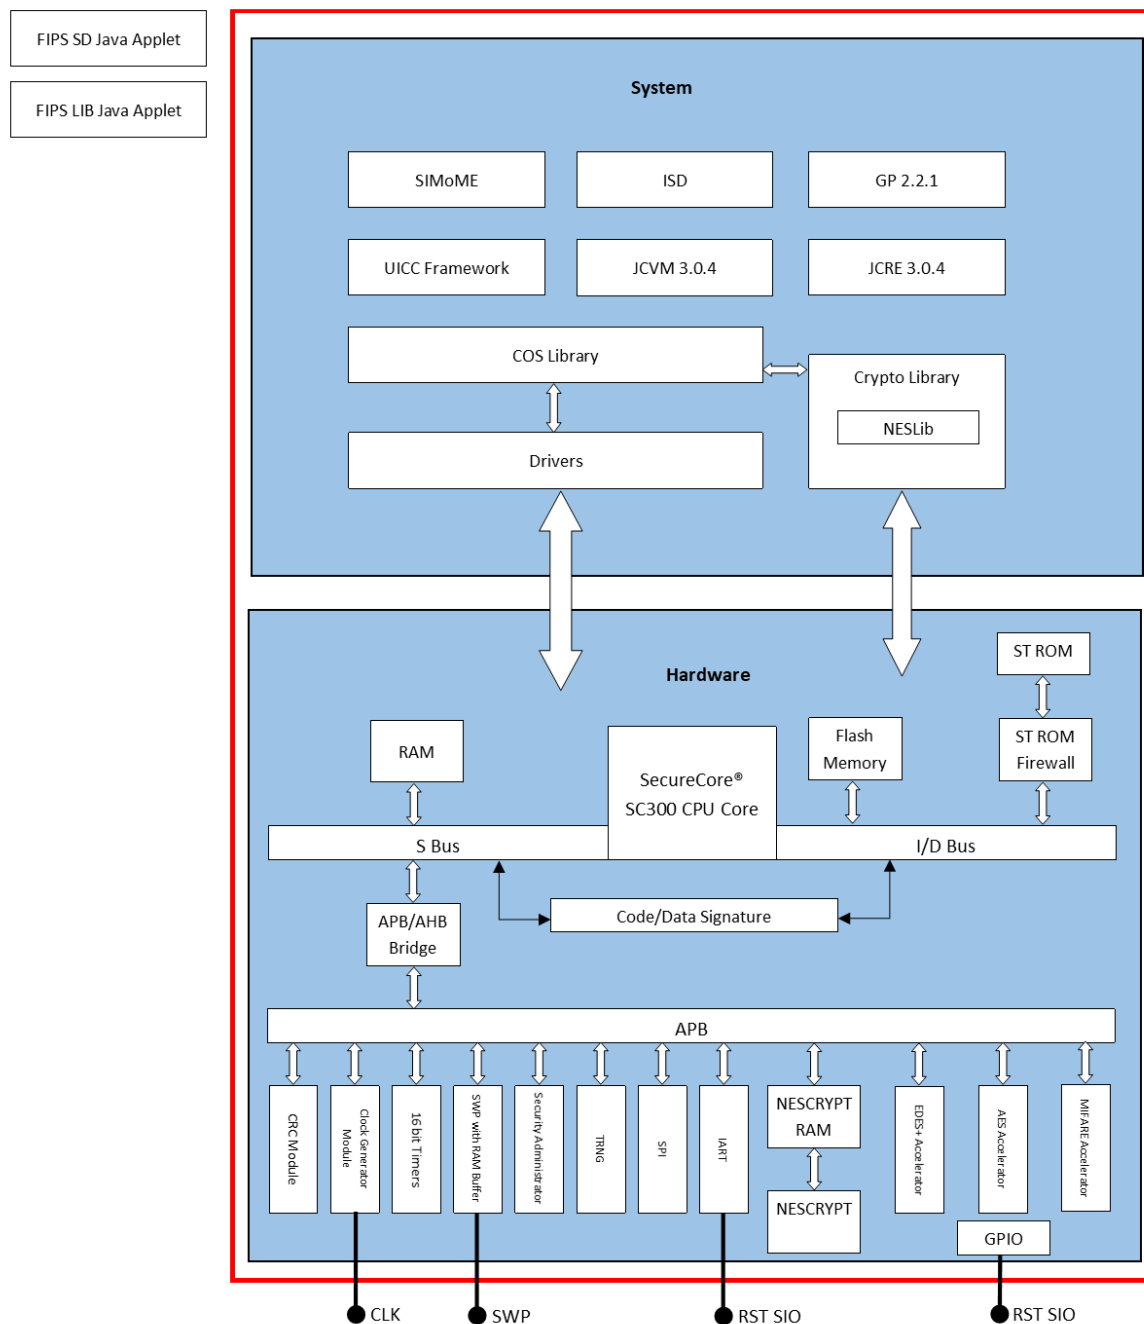 FIPS SD Java Applet
FIPS LIB Java Applet
System
SIMoME
ISD
GP 2.2.1
UICC Framework
JCVM 3.0.4
JCRE 3.0.4
COS Library
Crypto Library
NESLib
Drivers
Hardware
ST ROM
RAM
SecureCore®
SC300 CPU Core
Flash
Memory
ST ROM
Firewall
S Bus
I/D Bus
APB/AHB
Bridge
Code/Data Signature
APB
CRC Module
Clock Generator
Module
16 bit Timers
SWP with RAM Buffer
Security Administrator
TRNG
SPI
IART
NESCRYPT
RAM
NESCRYPT
EDES+ Accelerator
AES Accelerator
MIFARE Accelerator
GPIO
CLK
SWP
RST SIO
RST SIO